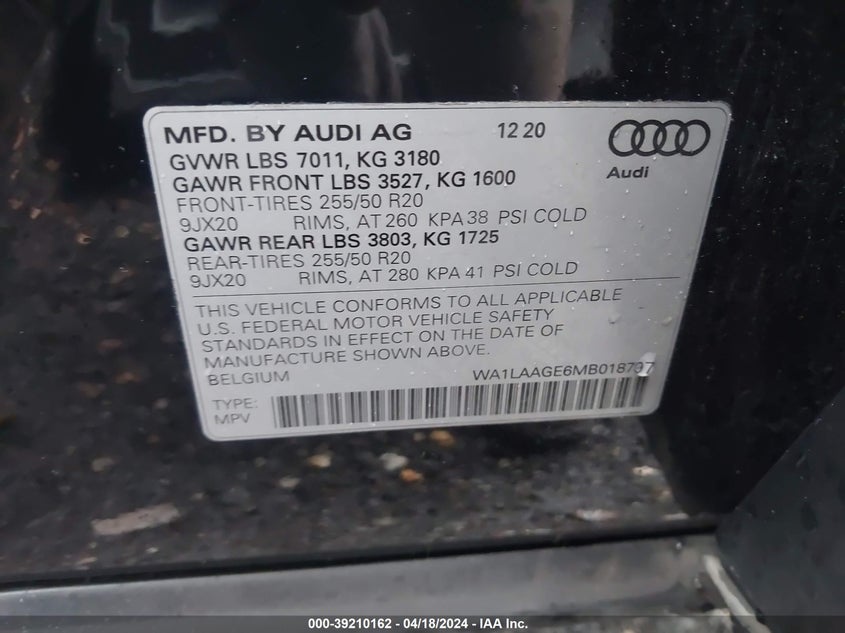 MFD. BY AUDI AG 12 20
GVWR LBS 7011, KG 3180
GAWR FRONT LBS 3527, KG 1600
FRONT-TIRES 255/50 R20
9JX20 RIMS, AT 260 KPA 38 PSI COLD
GAWR REAR LBS 3803, KG 1725
REAR-TIRES 255/50 R20
9JX20 RIMS, AT 280 KPA 41 PSI COLD
Audi
THIS VEHICLE CONFORMS TO ALL APPLICABLE
U.S. FEDERAL MOTOR VEHICLE SAFETY
STANDARDS IN EFFECT ON THE DATE OF
MANUFACTURE SHOWN ABOVE.
BELGIUM WA1LAAGE6MB018797
TYPE:
MPV
000-39210162 - 04/18/2024 - IAA Inc.